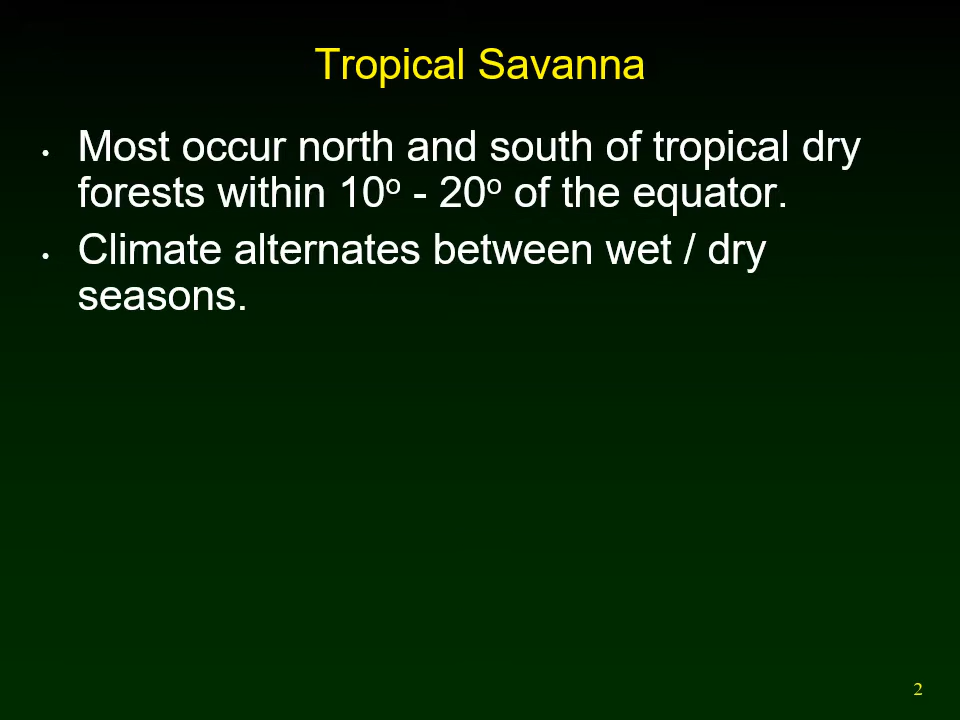 Tropical Savanna
• Most occur north and south of tropical dry
forests within 10o - 20o of the equator.
• Climate alternates between wet / dry
seasons.
2